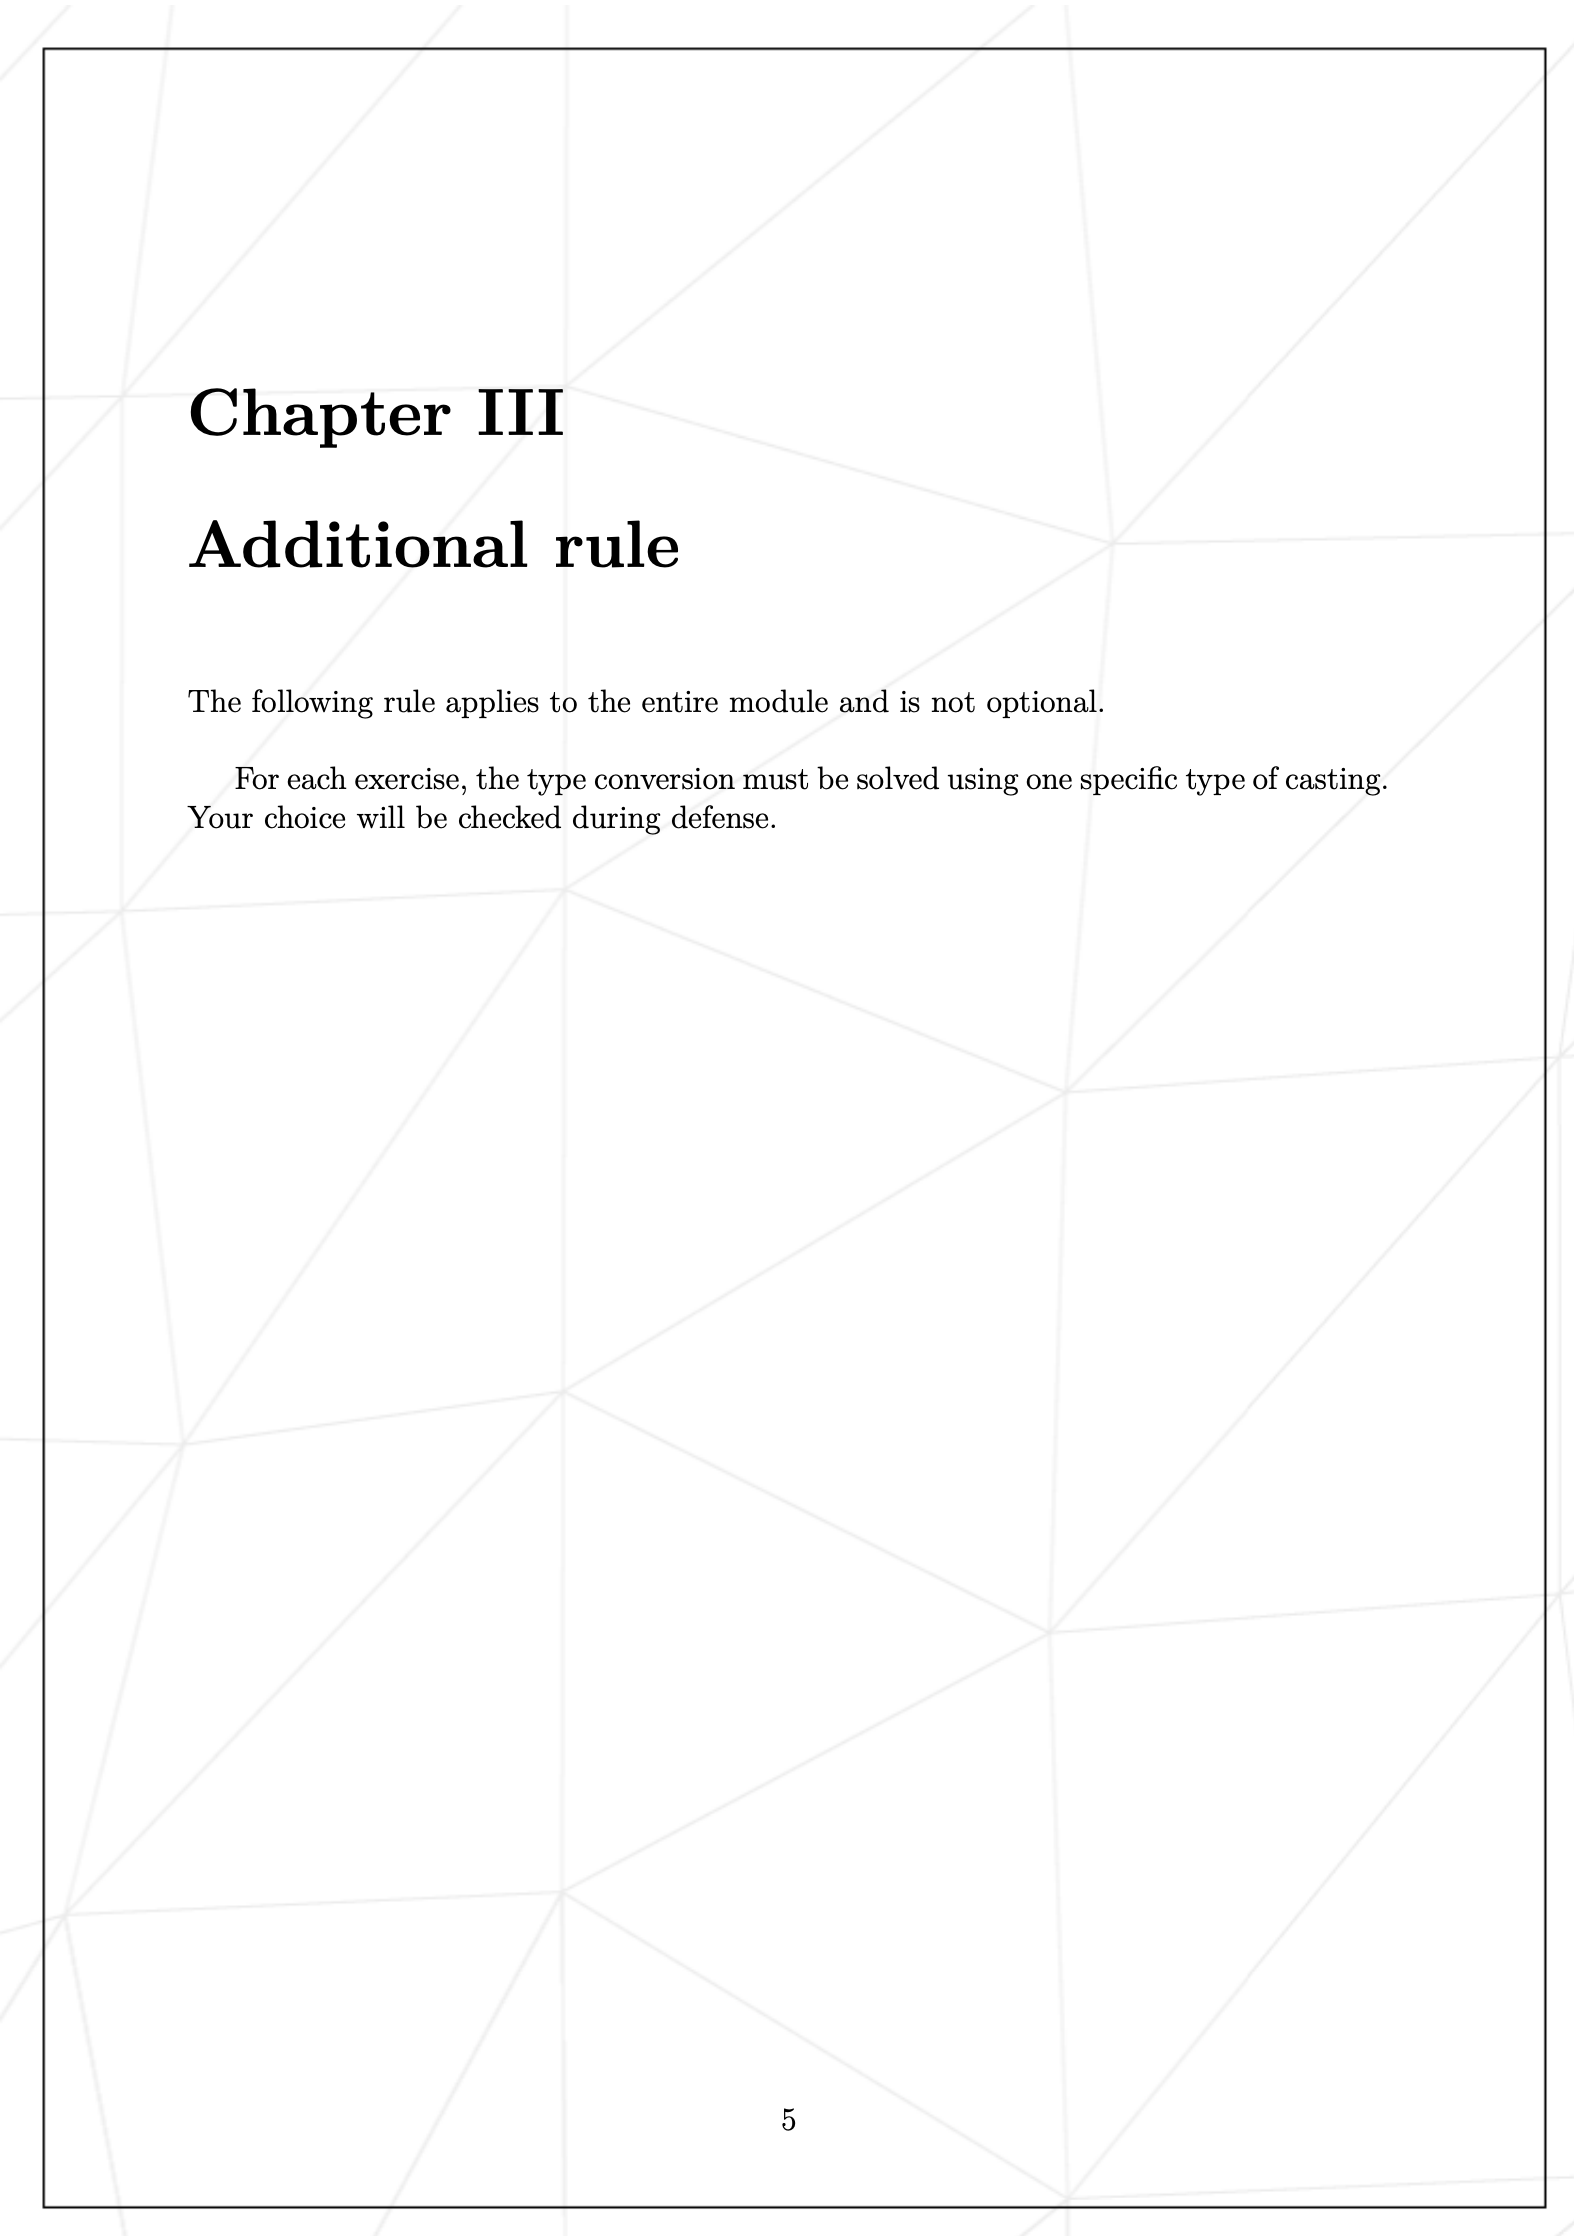 Chapter III
Additional rule
The following rule applies to the entire module and is not optional.
For each exercise, the type conversion must be solved using one specific type of casting.
Your choice will be checked during defense.
5